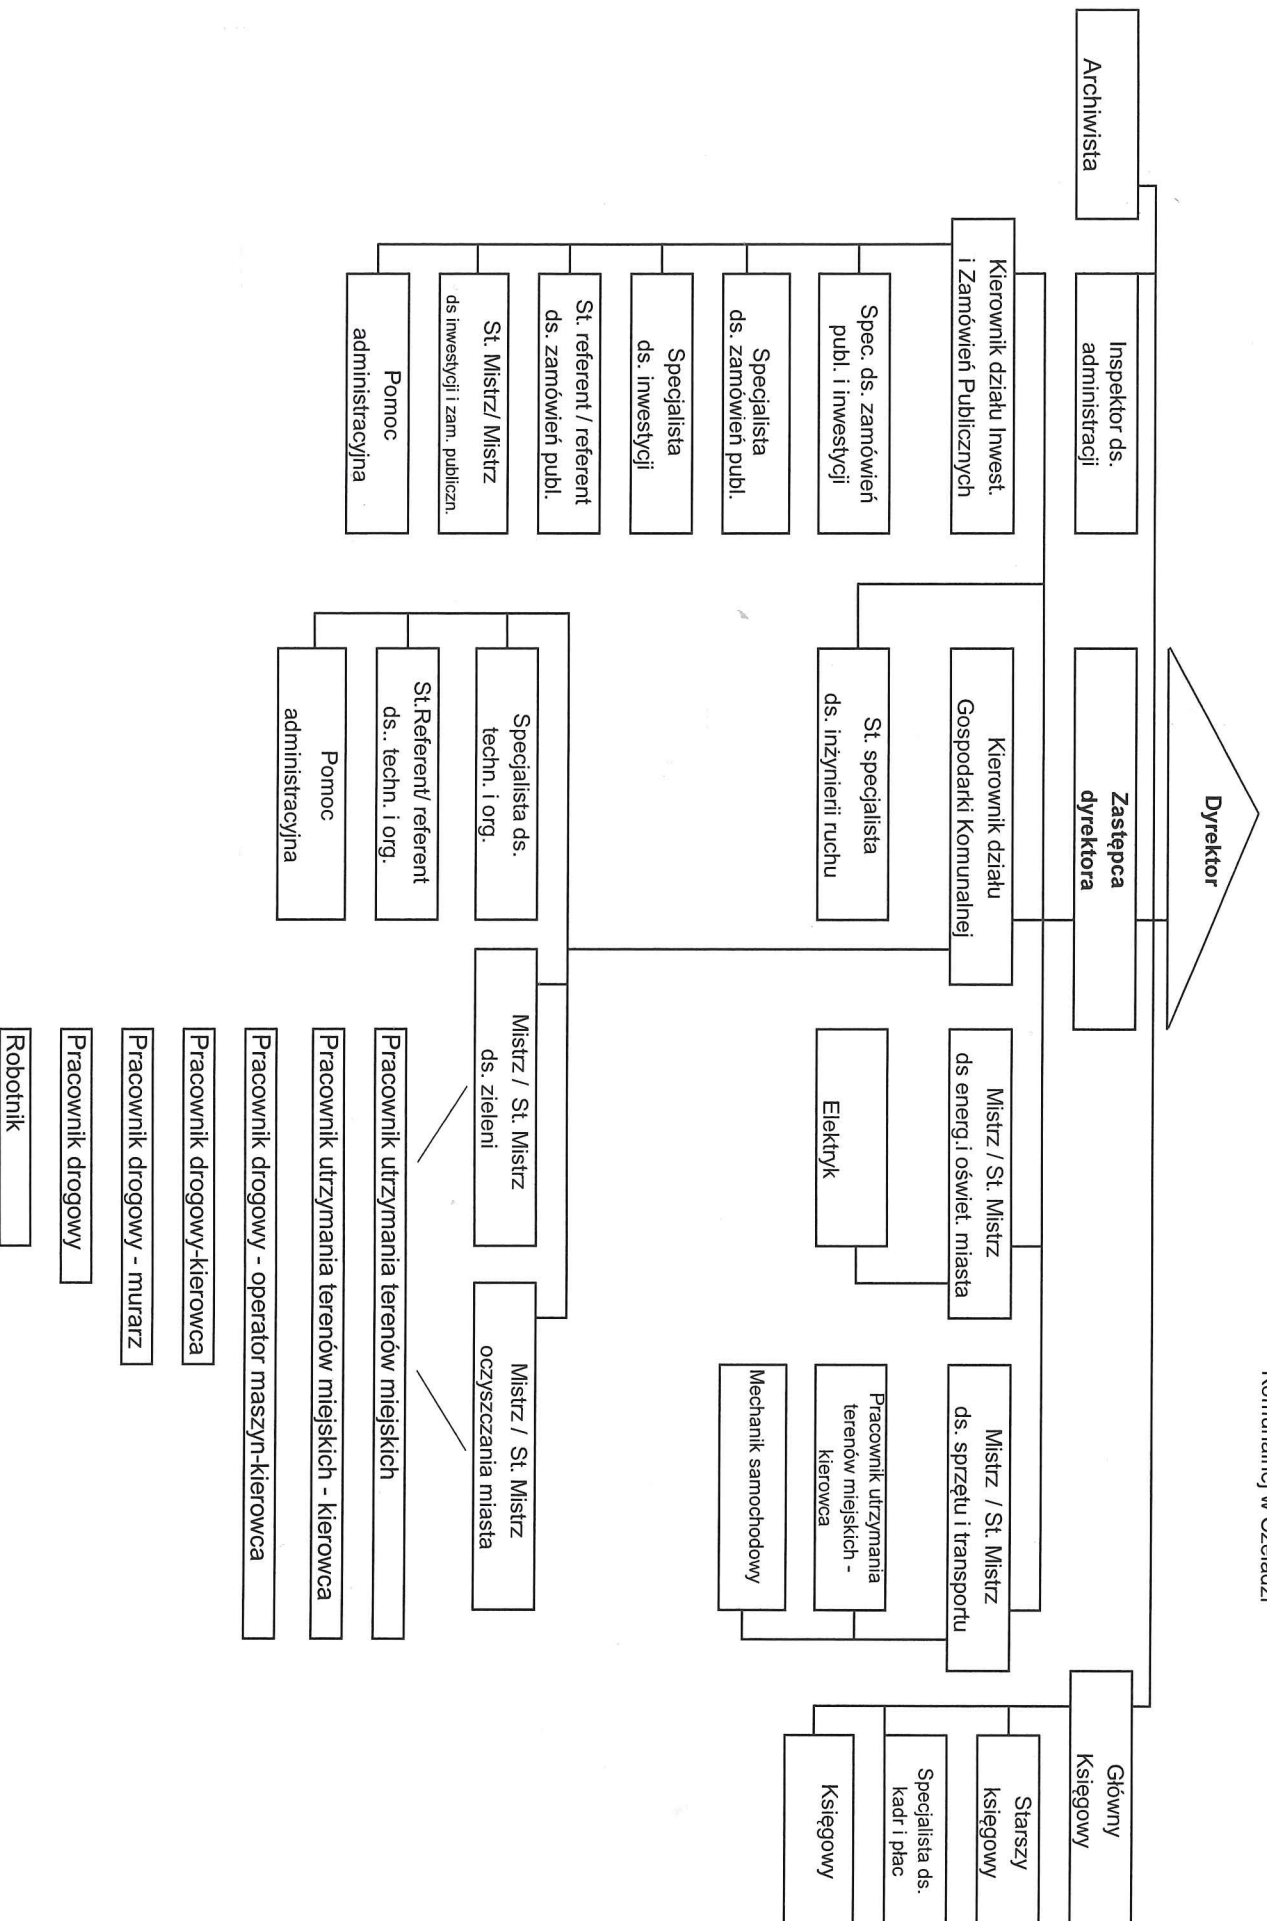 Komunalnej w Czeladzi
Dyrektor
Archiwista
Inspektor ds.
administracji
Zastępca
dyrektora
Główny
Księgowy
Kierownik działu Inwest.
i Zamówień Publicznych
Kierownik działu
Gospodarki Komunalnej
Mistrz / St. Mistrz
ds energ.i oświet. miasta
Mistrz / St. Mistrz
ds. sprzętu i transportu
Starszy
księgowy
Spec. ds. zamówień
publ. i inwestycji
St. specjalista
ds. inżynierii ruchu
Elektryk
Pracownik utrzymania
terenów miejskich -
kierowca
Specjalista ds.
kadr i płac
Specjalista
ds. zamówień publ.
Mechanik samochodowy
Księgowy
Specjalista
ds. inwestycji
St. referent / referent
ds. zamówień publ.
St. Mistrz/ Mistrz
ds inwestycji i zam. publiczn.
Pomoc
administracyjna
Specjalista ds.
techn. i org.
St.Referent/ referent
ds.. techn. i org.
Pomoc
administracyjna
Mistrz / St. Mistrz
ds. zieleni
Mistrz / St. Mistrz
oczyszczania miasta
Pracownik utrzymania terenów miejskich
Pracownik utrzymania terenów miejskich - kierowca
Pracownik drogowy - operator maszyn-kierowca
Pracownik drogowy-kierowca
Pracownik drogowy - murarz
Pracownik drogowy
Robotnik